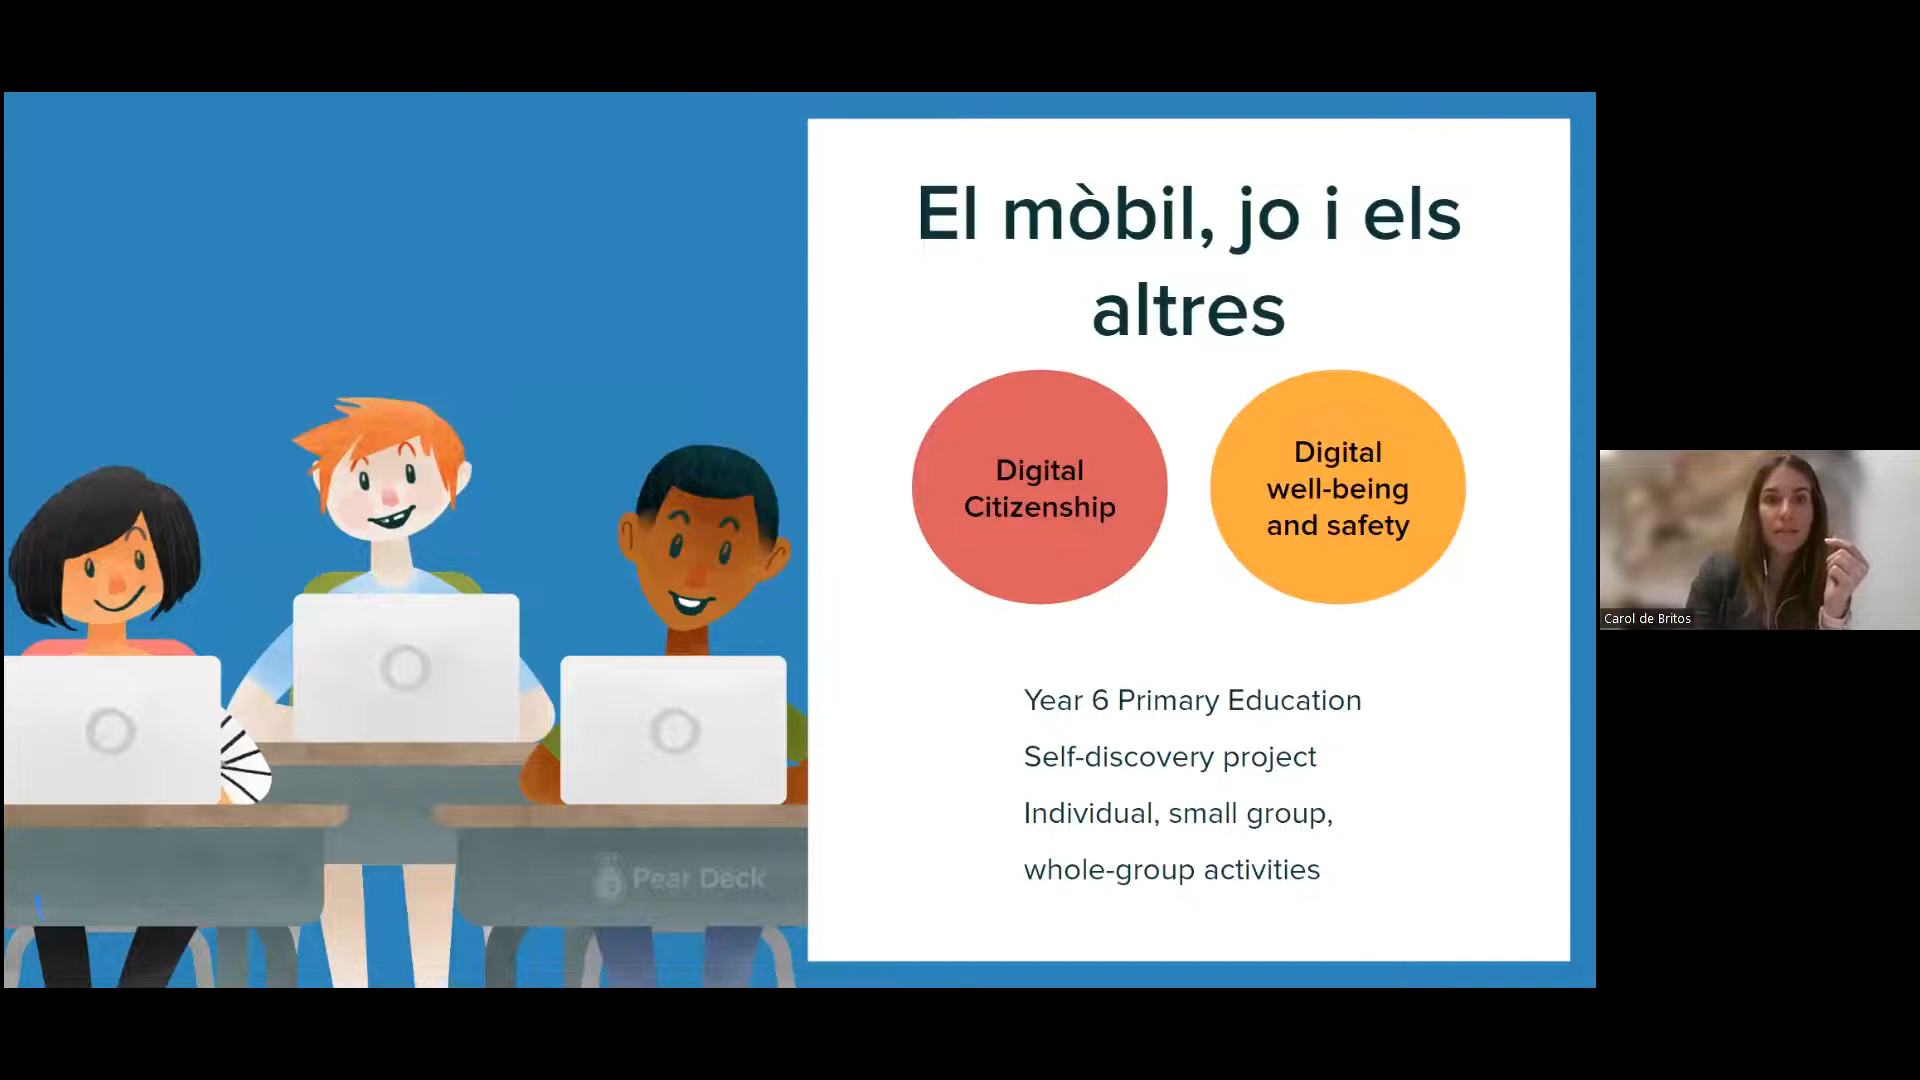 El mòbil, jo i els
altres
Digital
Citizenship
Digital
well-being
and safety
Year 6 Primary Education
Self-discovery project
Individual, small group,
whole-group activities
Pear Deck
Carol de Britos